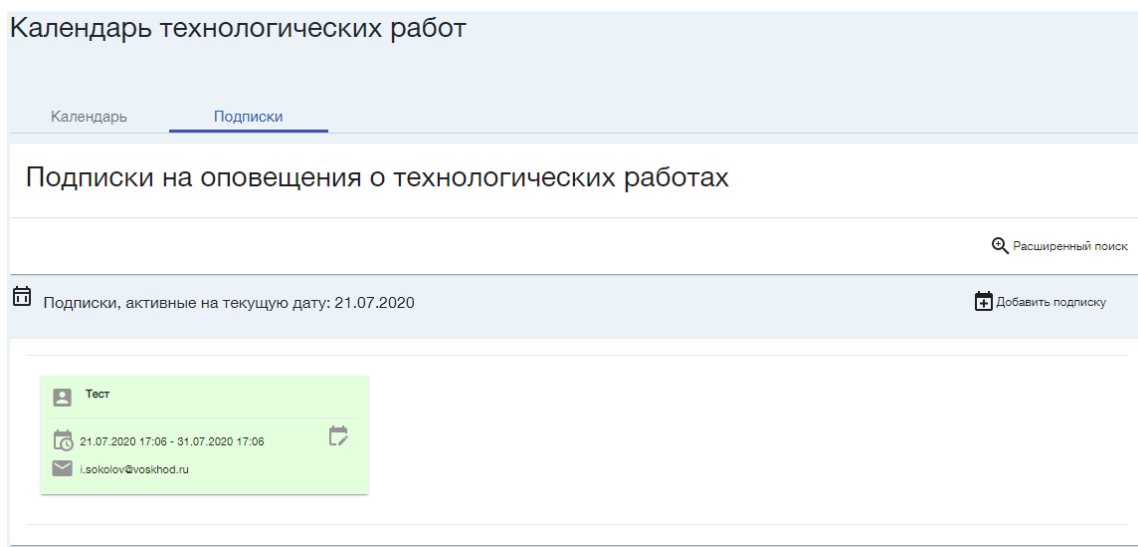 Календарь технологических работ
Календарь Подписки
Подписки на оповещения о технологических работах
Расширенный поиск
Подписки, активные на текущую дату: 21.07.2020 Добавить подписку
Тест
21.07.2020 17:06 - 31.07.2020 17:06
i.sokolov@voskhod.ru